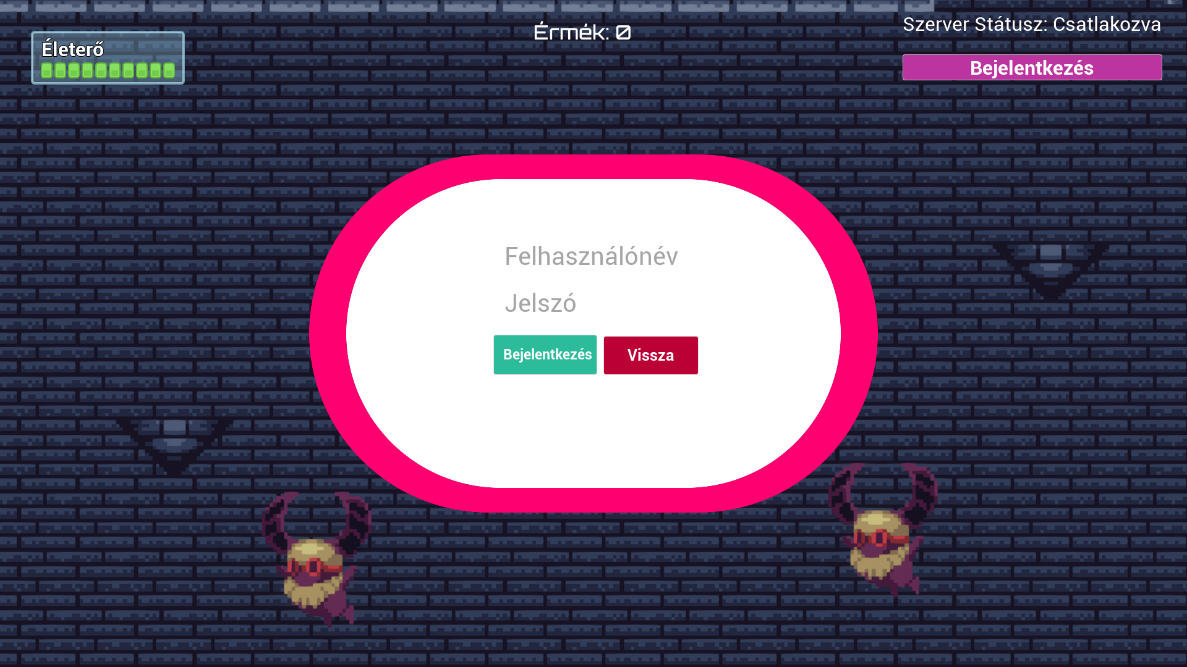 Életerő
Érmék: 0
Szerver Státusz: Csatlakozva
Bejelentkezés
Felhasználónév
Jelszó
Bejelentkezés
Vissza